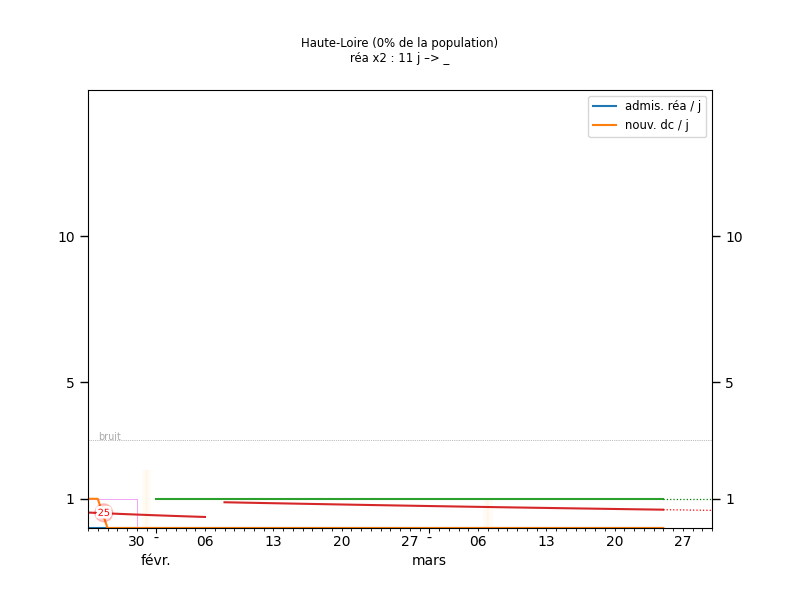 Haute-Loire (0% de la population)
réa x2 : 11 j –> _
admis. réa / j
nouv. dc / j
10 10
5 5
bruit
1 1
25
30 - 06 13 20 27 - 06 13 20 27
févr. mars